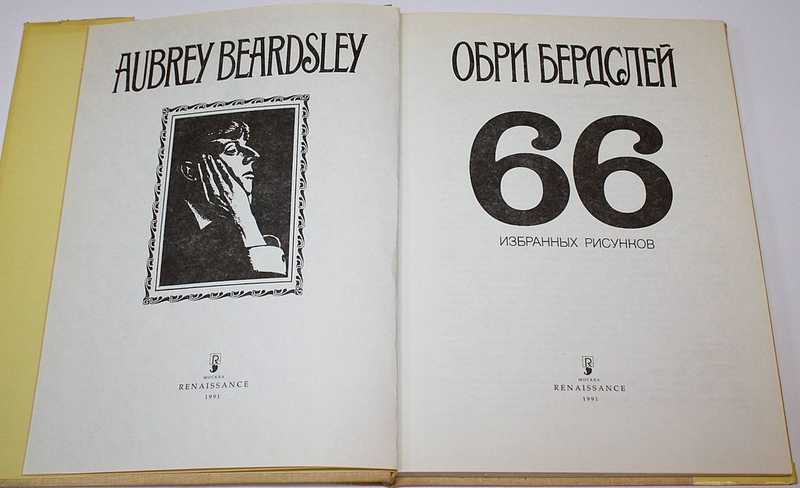 AUBREY BEARDSLEY
R
МОСКВА
RENAISSANCE
1991
ОБРИ БЕРДСЛЕЙ
66
ИЗБРАННЫХ РИСУНКОВ
R
МОСКВА
RENAISSANCE
1991